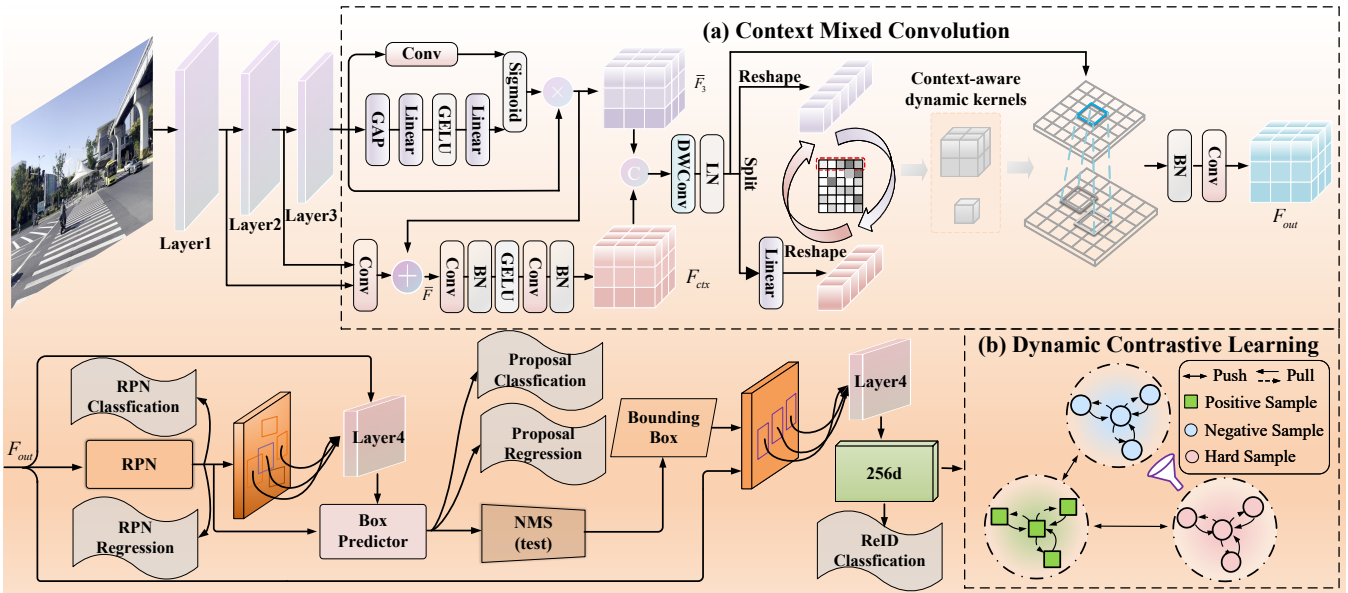 (a) Context Mixed Convolution
Layer1
Layer2
Layer3
Conv
GAP
Linear
GELU
Linear
Sigmoid
×
F̅₃
C
Conv
+
F̅
Conv
BN
GELU
Conv
BN
F_ctx
DWConv
LN
Split
Reshape
Linear
Reshape
Context-aware
dynamic kernels
BN
Conv
F_out
F_out
RPN
Classfication
RPN
RPN
Regression
Layer4
Box
Predictor
Proposal
Classfication
Proposal
Regression
NMS
(test)
Bounding
Box
Layer4
256d
ReID
Classfication
(b) Dynamic Contrastive Learning
Push
Pull
Positive Sample
Negative Sample
Hard Sample